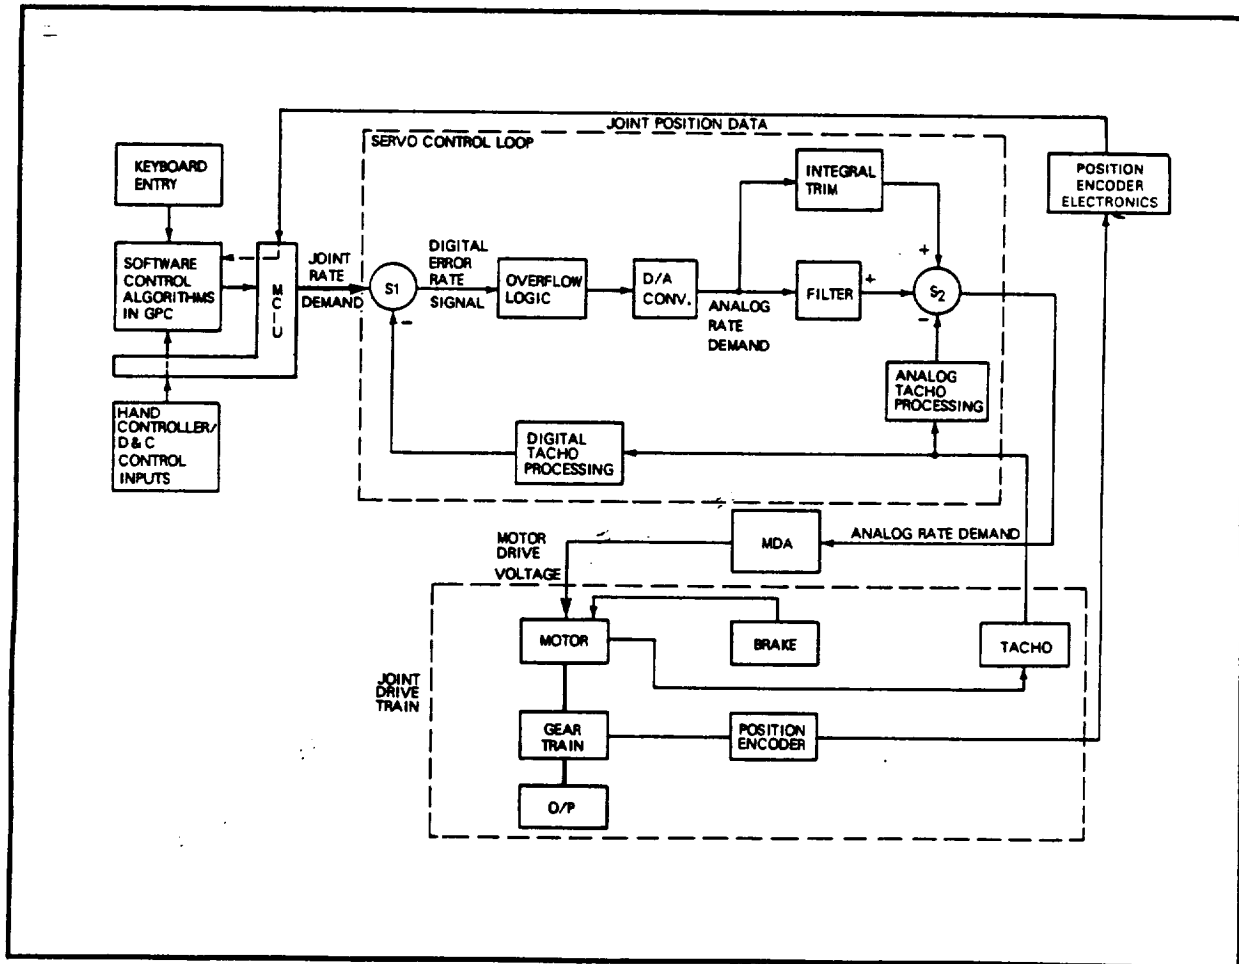 JOINT POSITION DATA
SERVO CONTROL LOOP
KEYBOARD
ENTRY
INTEGRAL
TRIM
POSITION
ENCODER
ELECTRONICS
SOFTWARE
CONTROL
ALGORITHMS
IN GPC
MCIU
JOINT
RATE
DEMAND
S1
-
DIGITAL
ERROR
RATE
SIGNAL
OVERFLOW
LOGIC
D/A
CONV.
ANALOG
RATE
DEMAND
FILTER
+
+
S2
-
ANALOG
TACHO
PROCESSING
HAND
CONTROLLER/
D&C
CONTROL
INPUTS
DIGITAL
TACHO
PROCESSING
MOTOR
DRIVE
VOLTAGE
MDA
ANALOG RATE DEMAND
MOTOR
BRAKE
TACHO
JOINT
DRIVE
TRAIN
GEAR
TRAIN
POSITION
ENCODER
O/P